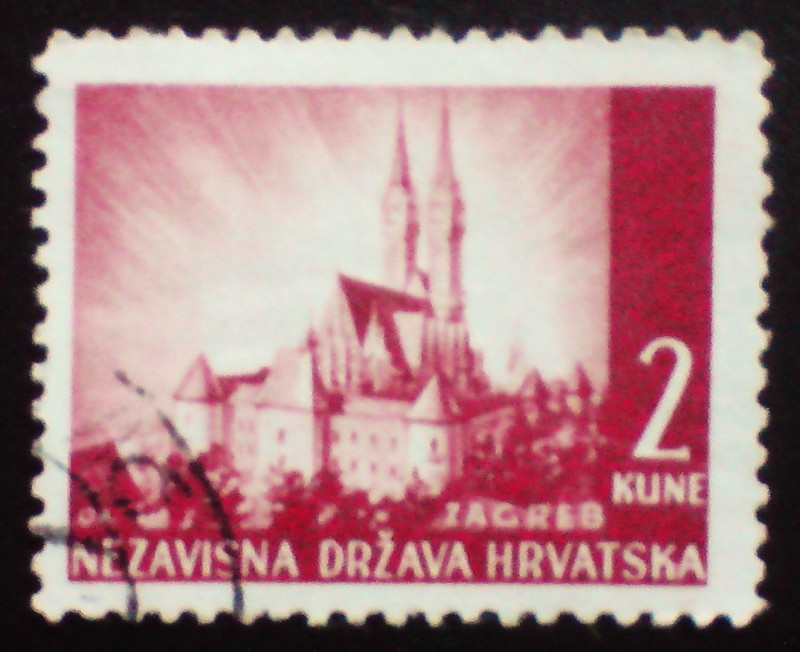 2
KUNE
ZAGREB
NEZAVISNA DRŽAVA HRVATSKA